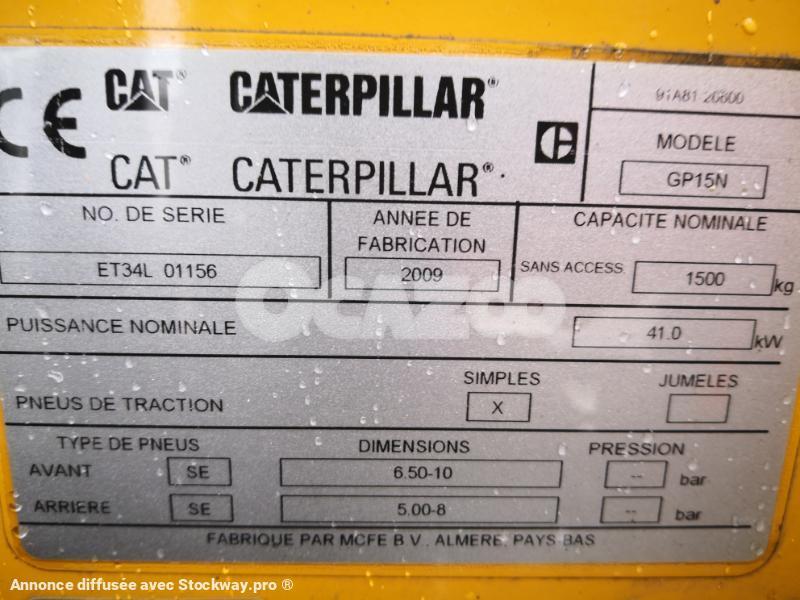 CE CAT® CATERPILLAR®
CAT® CATERPILLAR®
91A81 20800
MODELE
GP15N
NO. DE SERIE
ET34L 01156
ANNEE DE
FABRICATION
2009
CAPACITE NOMINALE
SANS ACCESS. 1500 kg
PUISSANCE NOMINALE 41.0 kW
SIMPLES JUMELES
PNEUS DE TRACTION X
TYPE DE PNEUS DIMENSIONS PRESSION
AVANT SE 6.50-10 -- bar
ARRIERE SE 5.00-8 -- bar
FABRIQUE PAR MCFE B.V., ALMERE, PAYS-BAS
OCAZOO
Annonce diffusée avec Stockway.pro ®